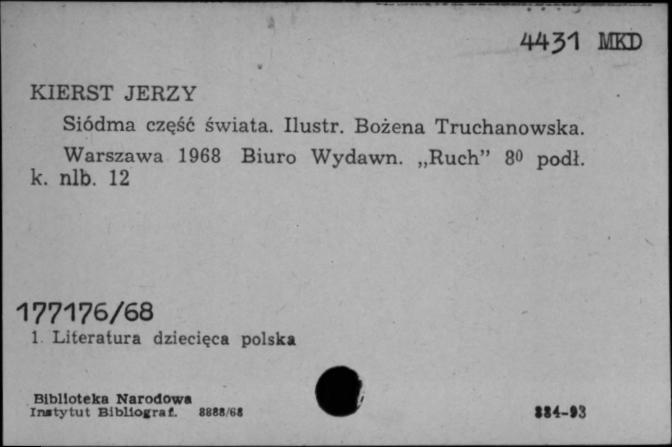 4431 MKD
KIERST JERZY
Siódma część świata. Ilustr. Bożena Truchanowska.
Warszawa 1968 Biuro Wydawn. „Ruch” 8⁰ podł.
k. nlb. 12
177176/68
1. Literatura dziecięca polska
Biblioteka Narodowa
Instytut Bibliograf. 8888/68
884-93